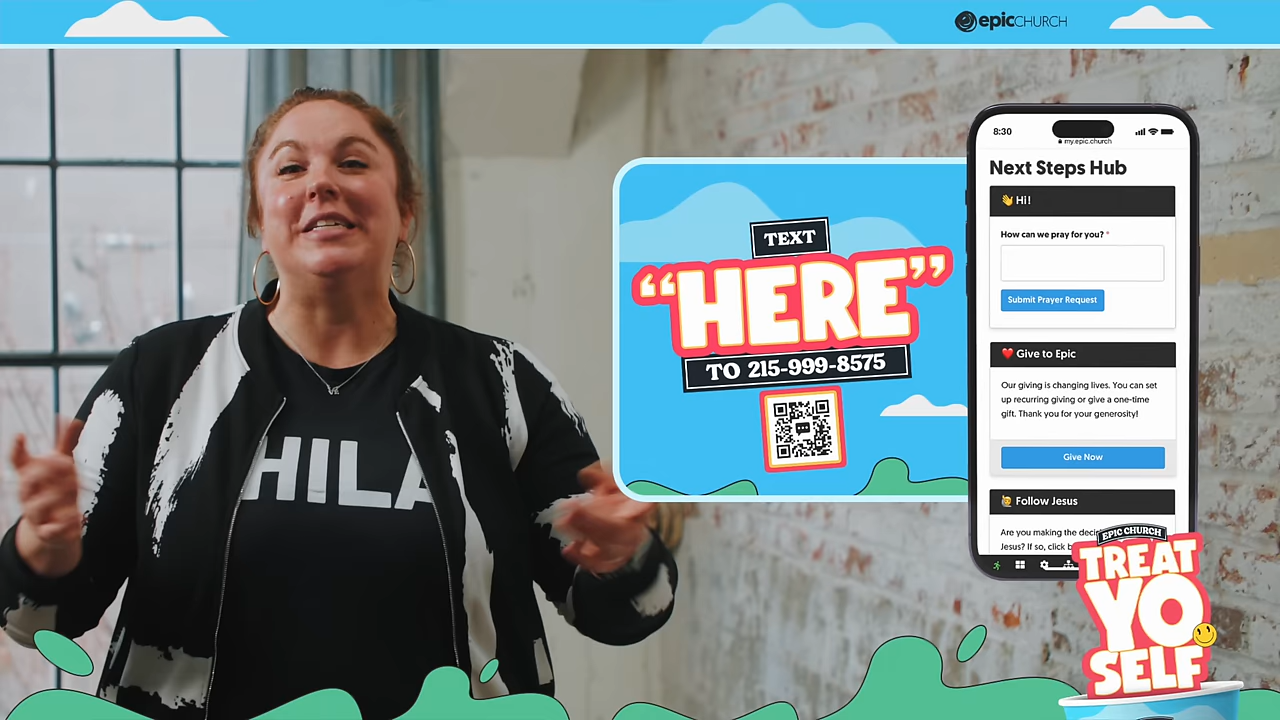 epicCHURCH
HILA
TEXT
“HERE”
TO 215-999-8575
8:30
my.epic.church
Next Steps Hub
👋 Hi!
How can we pray for you? *
Submit Prayer Request
❤️ Give to Epic
Our giving is changing lives. You can set
up recurring giving or give a one-time
gift. Thank you for your generosity!
Give Now
🙋 Follow Jesus
Are you making the
Jesus? If so, click
EPIC CHURCH
TREAT
YO
SELF